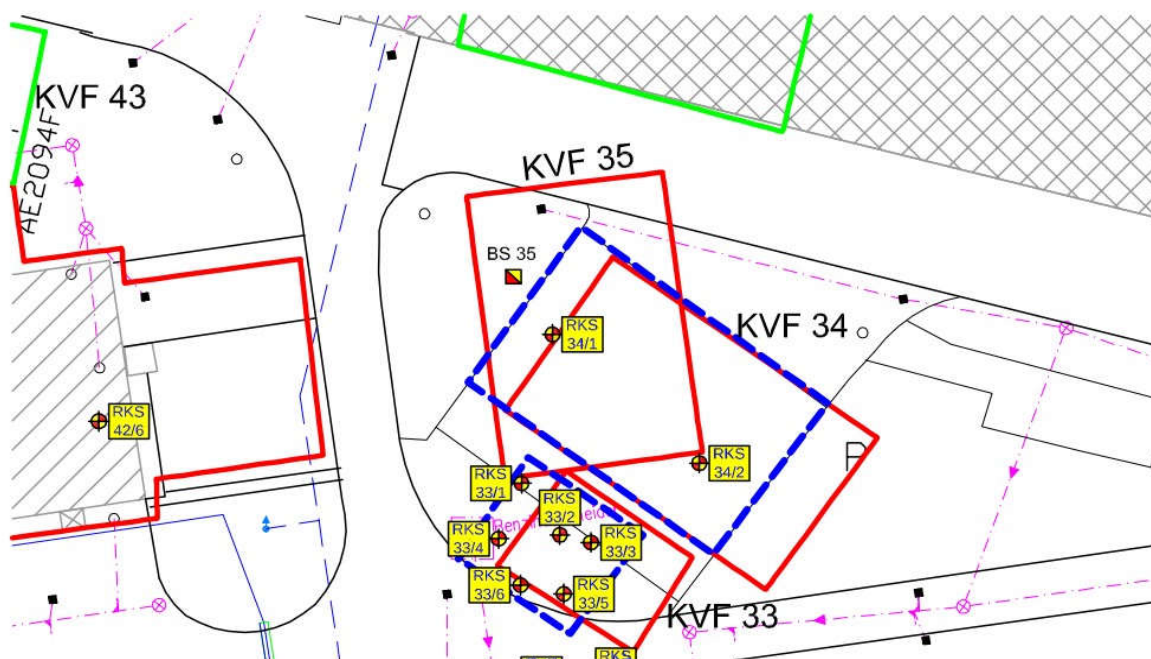 KVF 43
AE2094F
KVF 35
BS 35
RKS
34/1
KVF 34
RKS
42/6
P
RKS
34/2
RKS
33/1
RKS
33/2
RKS
33/4
RKS
33/3
RKS
33/6
RKS
33/5
KVF 33
RKS
RKS